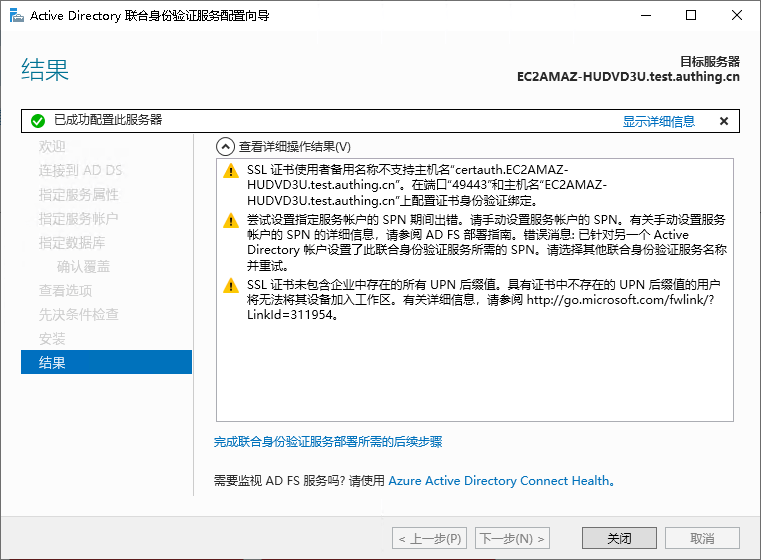 Active Directory 联合身份验证服务配置向导
结果
目标服务器
EC2AMAZ-HUDVD3U.test.authing.cn
已成功配置此服务器
显示详细信息
欢迎
连接到 AD DS
指定服务属性
指定服务帐户
指定数据库
确认覆盖
查看选项
先决条件检查
安装
结果
查看详细操作结果(V)
SSL 证书使用者备用名称不支持主机名“certauth.EC2AMAZ-
HUDVD3U.test.authing.cn”。在端口“49443”和主机名“EC2AMAZ-
HUDVD3U.test.authing.cn”上配置证书身份验证绑定。
尝试设置指定服务帐户的 SPN 期间出错。请手动设置服务帐户的 SPN。有关手动设置服务
帐户的 SPN 的详细信息，请参阅 AD FS 部署指南。错误消息: 已针对另一个 Active
Directory 帐户设置了此联合身份验证服务所需的 SPN。请选择其他联合身份验证服务名称
并重试。
SSL 证书未包含企业中存在的所有 UPN 后缀值。具有证书中不存在的 UPN 后缀值的用户
将无法将其设备加入工作区。有关详细信息，请参阅 http://go.microsoft.com/fwlink/?
LinkId=311954。
完成联合身份验证服务部署所需的后续步骤
需要监视 AD FS 服务吗? 请使用 Azure Active Directory Connect Health。
< 上一步(P)
下一步(N) >
关闭
取消